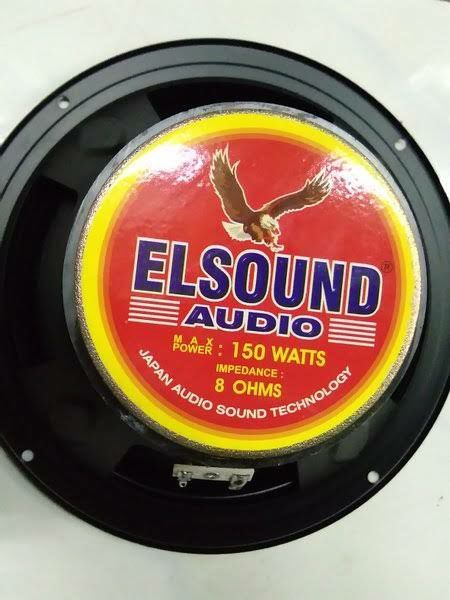 ELSOUND®
AUDIO
MAX POWER : 150 WATTS
IMPEDANCE :
8 OHMS
JAPAN AUDIO SOUND TECHNOLOGY